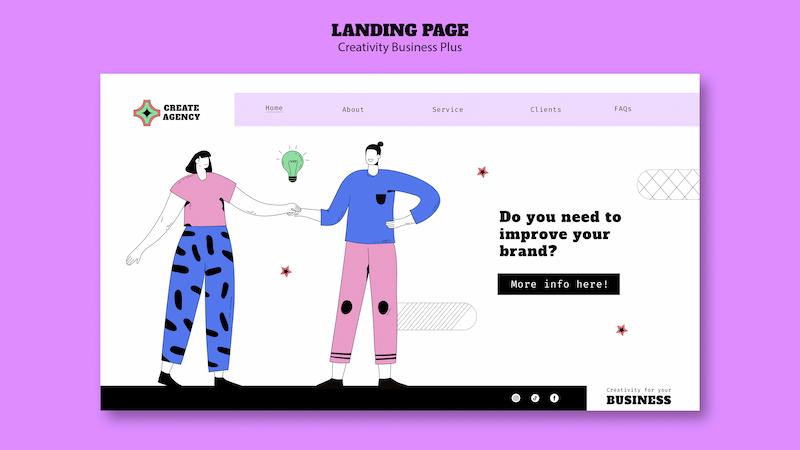 LANDING PAGE
Creativity Business Plus
CREATE
AGENCY
Home
About
Service
Clients
FAQs
Do you need to
improve your
brand?
More info here!
Creativity for your
BUSINESS